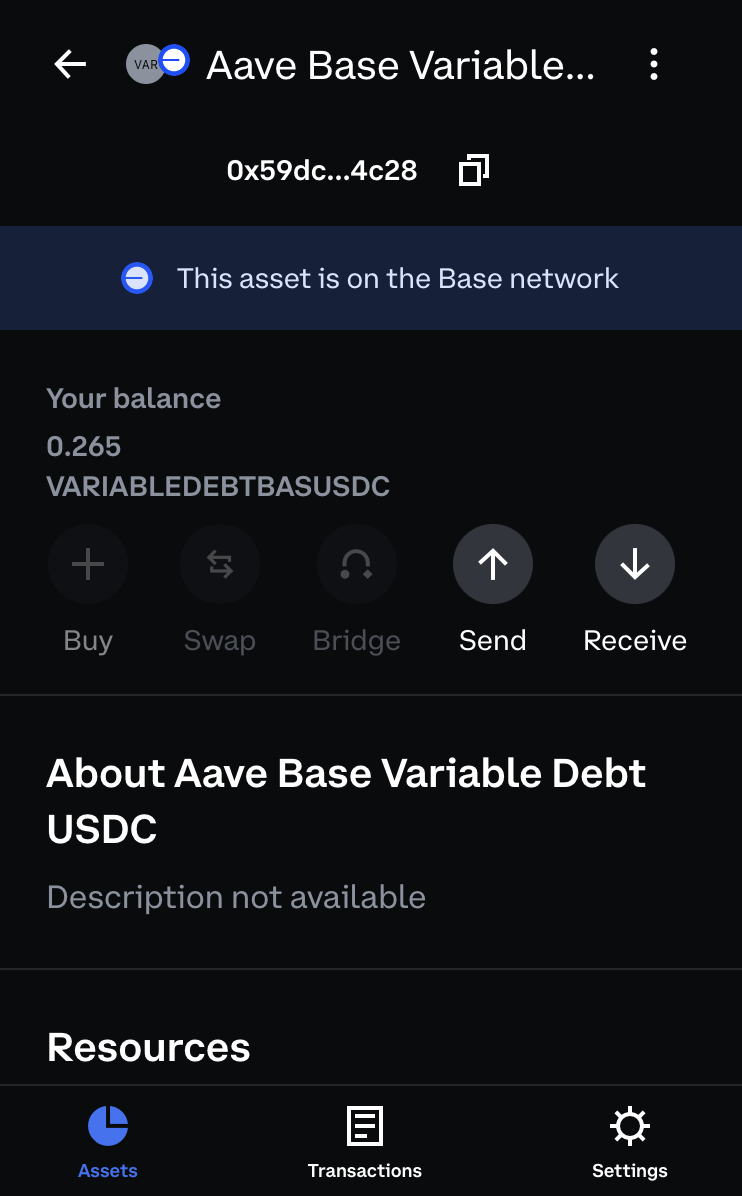 VAR
Aave Base Variable...
0x59dc...4c28
This asset is on the Base network
Your balance
0.265
VARIABLEDEBTBASUSDC
Buy
Swap
Bridge
Send
Receive
About Aave Base Variable Debt
USDC
Description not available
Resources
Assets
Transactions
Settings